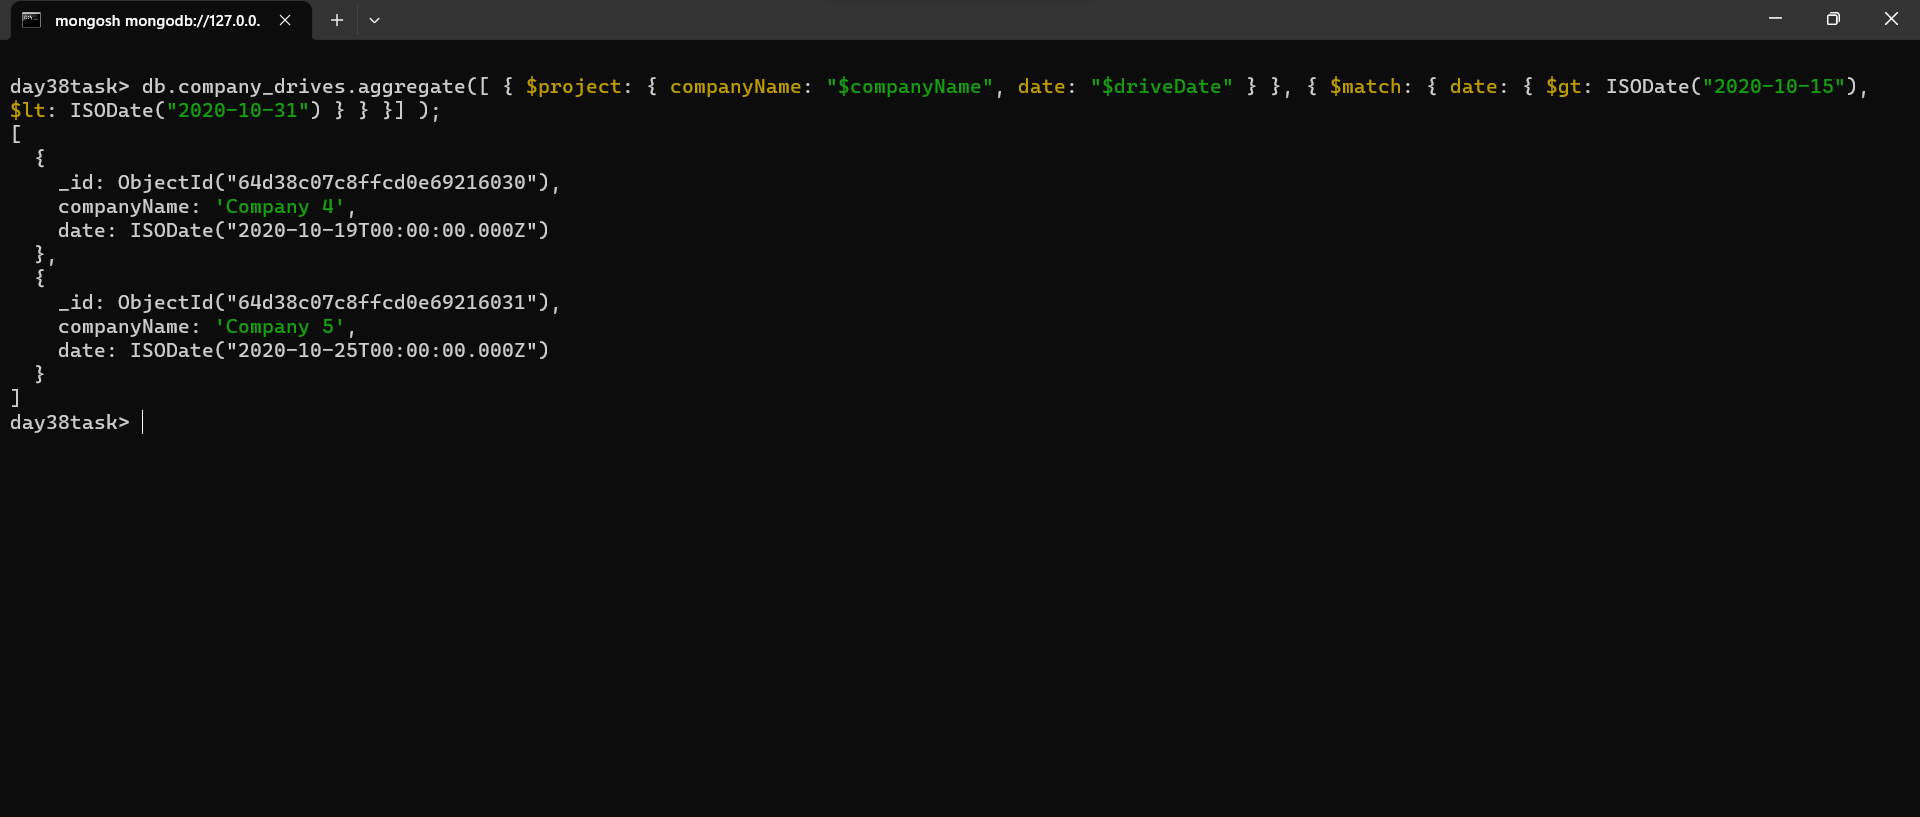 mongosh mongodb://127.0.0.
day38task> db.company_drives.aggregate([ { $project: { companyName: "$companyName", date: "$driveDate" } }, { $match: { date: { $gt: ISODate("2020-10-15"),
$lt: ISODate("2020-10-31") } } }] );
[
  {
    _id: ObjectId("64d38c07c8ffcd0e69216030"),
    companyName: 'Company 4',
    date: ISODate("2020-10-19T00:00:00.000Z")
  },
  {
    _id: ObjectId("64d38c07c8ffcd0e69216031"),
    companyName: 'Company 5',
    date: ISODate("2020-10-25T00:00:00.000Z")
  }
]
day38task>